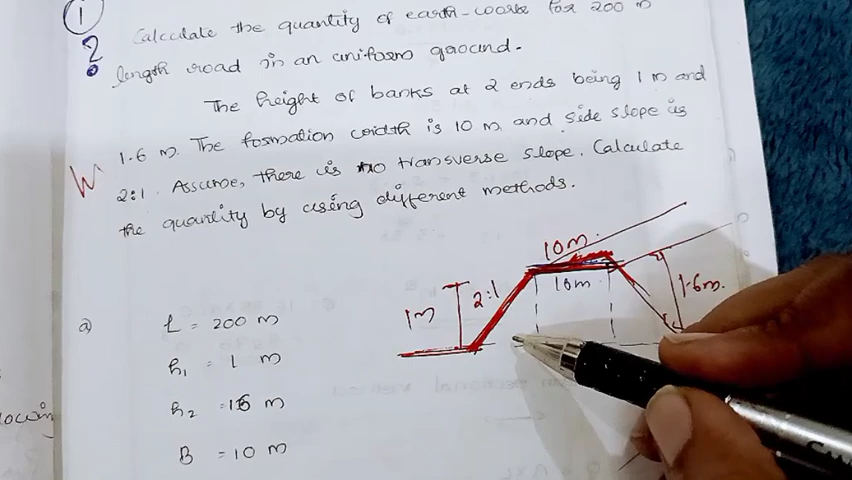 1
?
Calculate the quantity of earth-work for 200 m
length road in an uniform ground.
The height of banks at 2 ends being 1 m and
1.6 m. The formation width is 10 m and side slope is
2:1. Assume, there is no transverse slope. Calculate
the quantity by using different methods.
10m.
10m
2:1
1m
1.6m.
a)
L = 200 m
h1 = 1 m
h2 = 1.6 m
B = 10 m